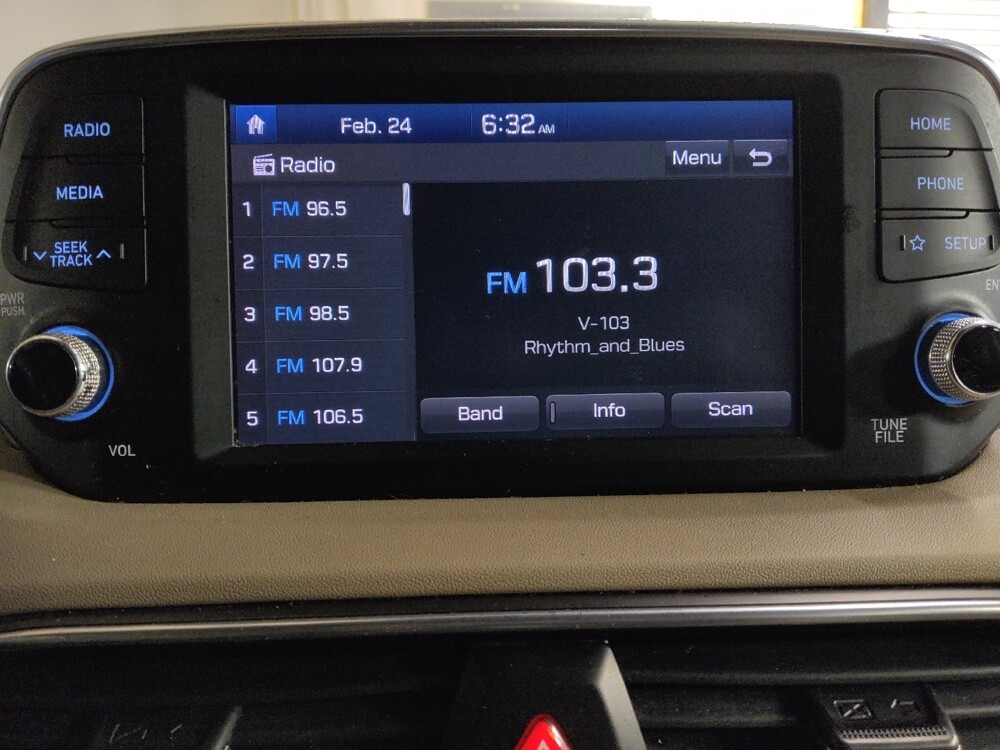 RADIO
MEDIA
SEEK
TRACK
PWR
PUSH
VOL
Feb. 24
6:32 AM
Radio
Menu
1 FM 96.5
2 FM 97.5
3 FM 98.5
4 FM 107.9
5 FM 106.5
FM 103.3
V-103
Rhythm_and_Blues
Band
Info
Scan
HOME
PHONE
SETUP
TUNE
FILE